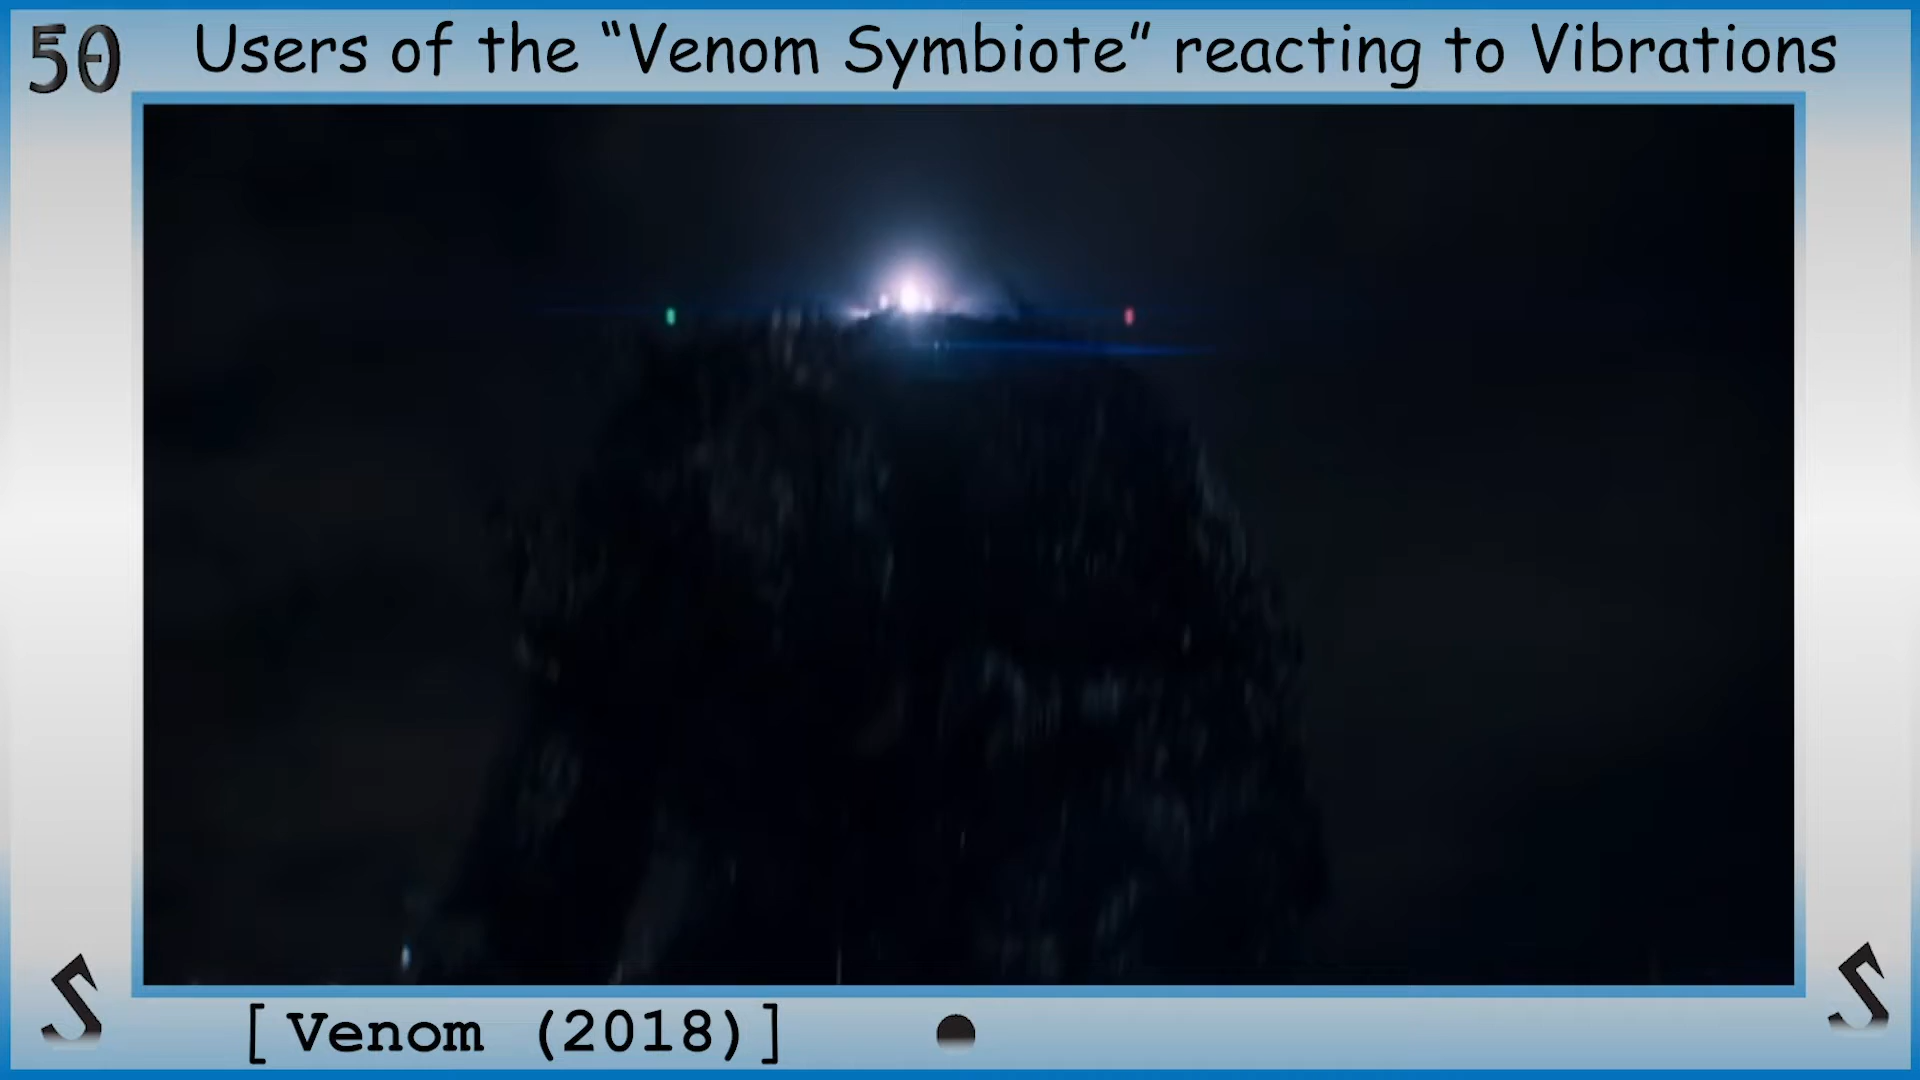 50
Users of the “Venom Symbiote” reacting to Vibrations
[Venom (2018)]